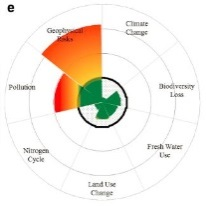 e
Geophysical
Risks
Climate
Change
Pollution
Biodiversity
Loss
Nitrogen
Cycle
Fresh Water
Use
Land Use
Change